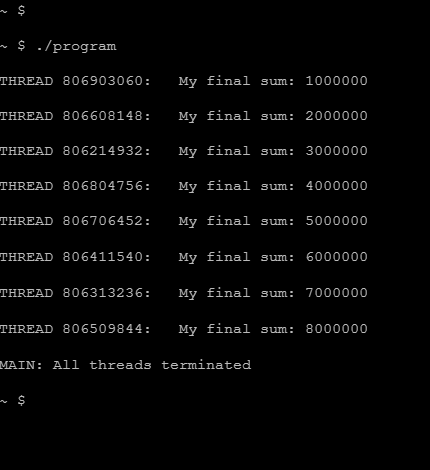 ~ $
~ $ ./program
THREAD 806903060:   My final sum: 1000000
THREAD 806608148:   My final sum: 2000000
THREAD 806214932:   My final sum: 3000000
THREAD 806804756:   My final sum: 4000000
THREAD 806706452:   My final sum: 5000000
THREAD 806411540:   My final sum: 6000000
THREAD 806313236:   My final sum: 7000000
THREAD 806509844:   My final sum: 8000000
MAIN: All threads terminated
~ $